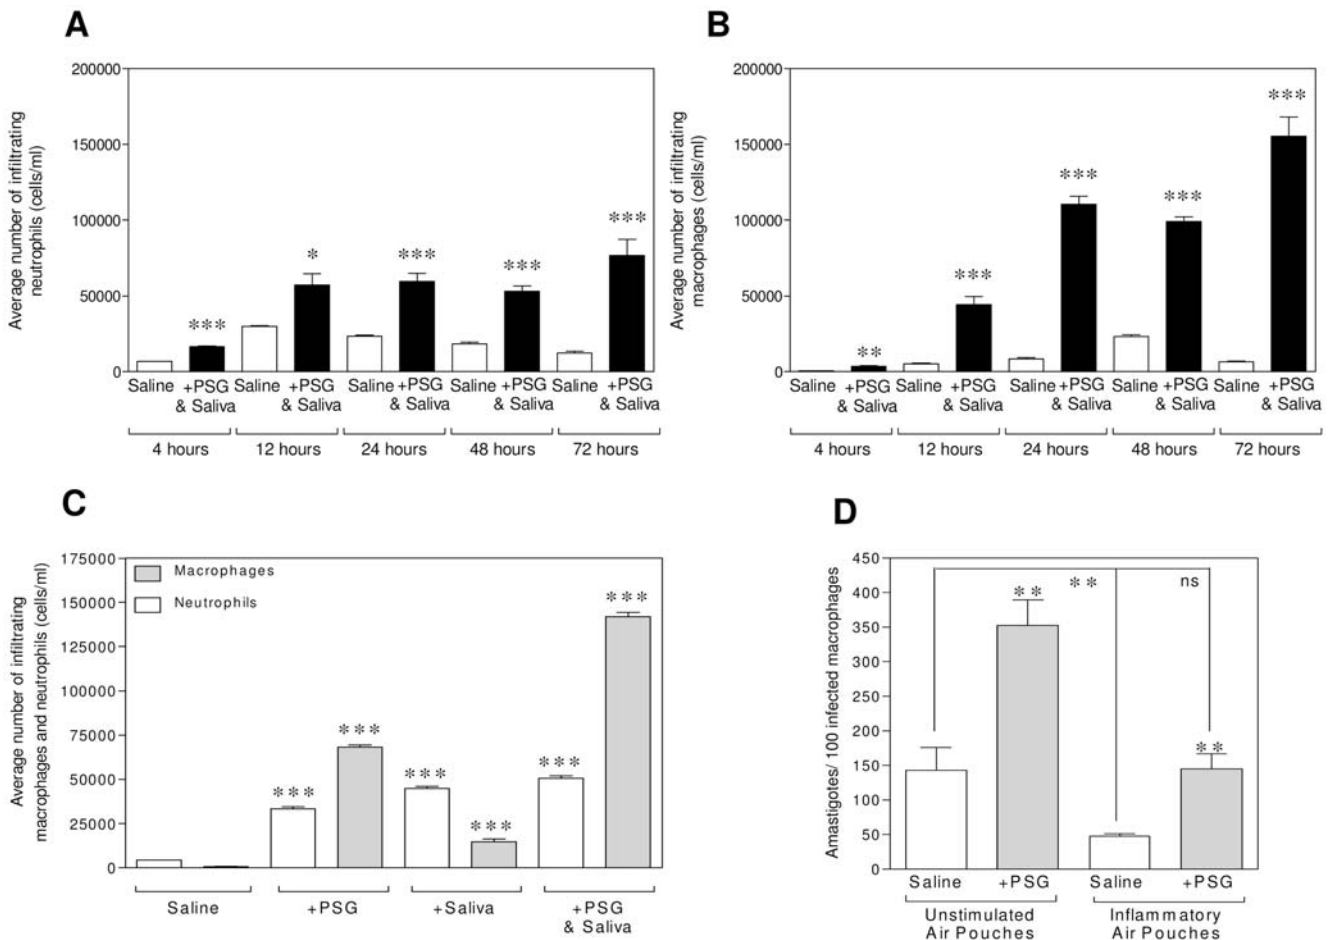 A
Average number of infiltrating
neutrophils (cells/ml)
200000
150000
100000
50000
0
***
*
***
***
***
Saline +PSG Saline +PSG Saline +PSG Saline +PSG Saline +PSG
& Saliva & Saliva & Saliva & Saliva & Saliva
4 hours 12 hours 24 hours 48 hours 72 hours
B
Average number of infiltrating
macrophages (cells/ml)
200000
150000
100000
50000
0
**
***
***
***
***
Saline +PSG Saline +PSG Saline +PSG Saline +PSG Saline +PSG
& Saliva & Saliva & Saliva & Saliva & Saliva
4 hours 12 hours 24 hours 48 hours 72 hours
C
Average number of infiltrating
macrophages and neutrophils (cells/ml)
175000
150000
125000
100000
75000
50000
25000
0
Macrophages
Neutrophils
***
***
***
***
***
***
Saline +PSG +Saliva +PSG
& Saliva
D
Amastigotes/ 100 infected macrophages
450
400
350
300
250
200
150
100
50
0
**
**
ns
**
Saline +PSG Saline +PSG
Unstimulated Inflammatory
Air Pouches Air Pouches